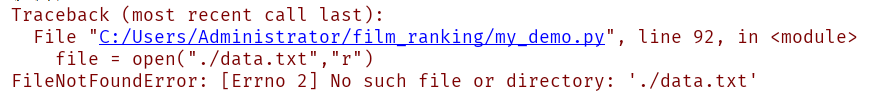 Traceback (most recent call last):
  File "C:/Users/Administrator/film_ranking/my_demo.py", line 92, in <module>
    file = open("./data.txt","r")
FileNotFoundError: [Errno 2] No such file or directory: './data.txt'